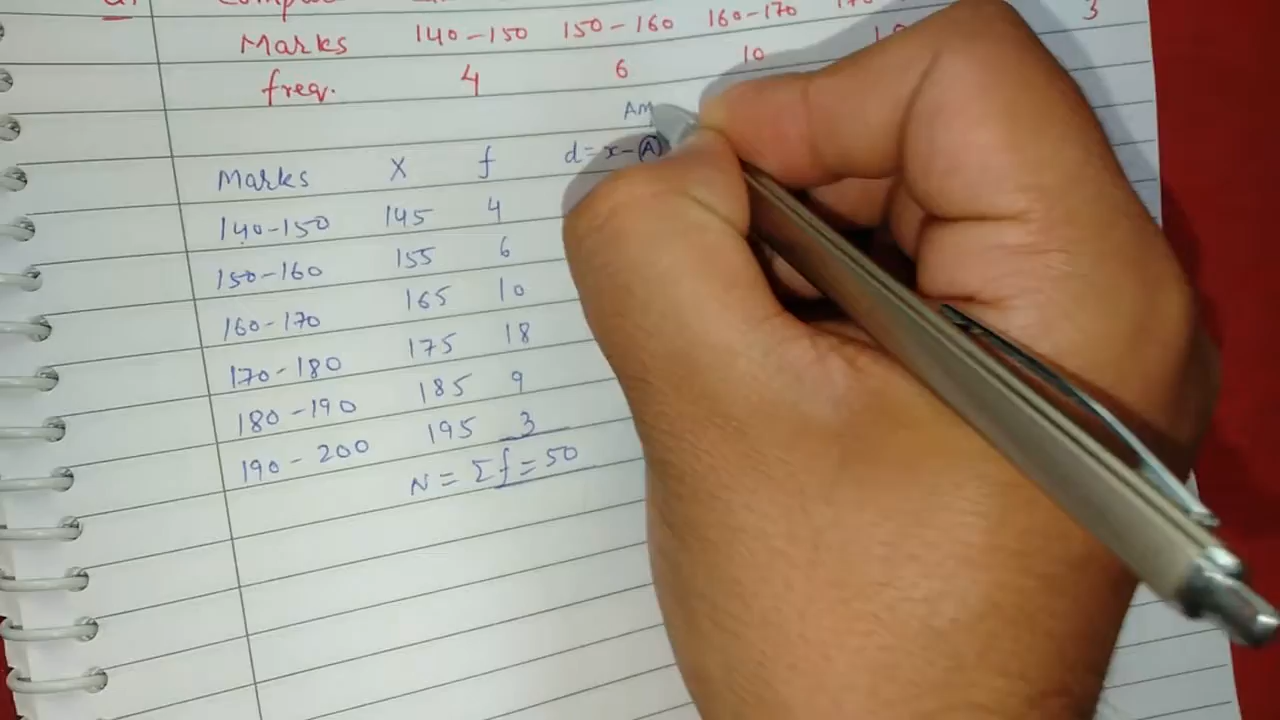 Marks 140-150 150-160 160-170 3
freq. 4 6 10
AM
Marks X f d=x-A
140-150 145 4
150-160 155 6
160-170 165 10
170-180 175 18
180-190 185 9
190-200 195 3
N = Σf = 50